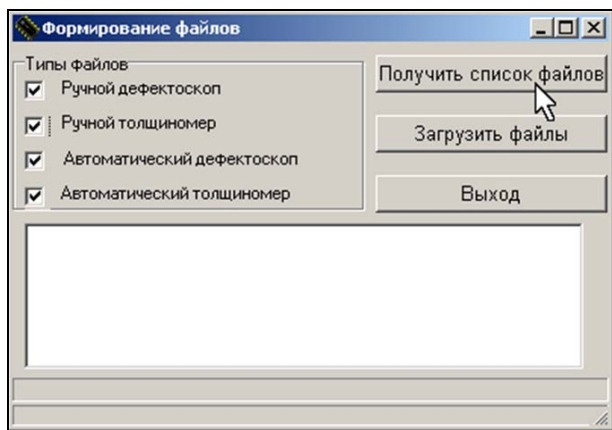 Формирование файлов
Типы файлов
Ручной дефектоскоп
Ручной толщиномер
Автоматический дефектоскоп
Автоматический толщиномер
Получить список файлов
Загрузить файлы
Выход